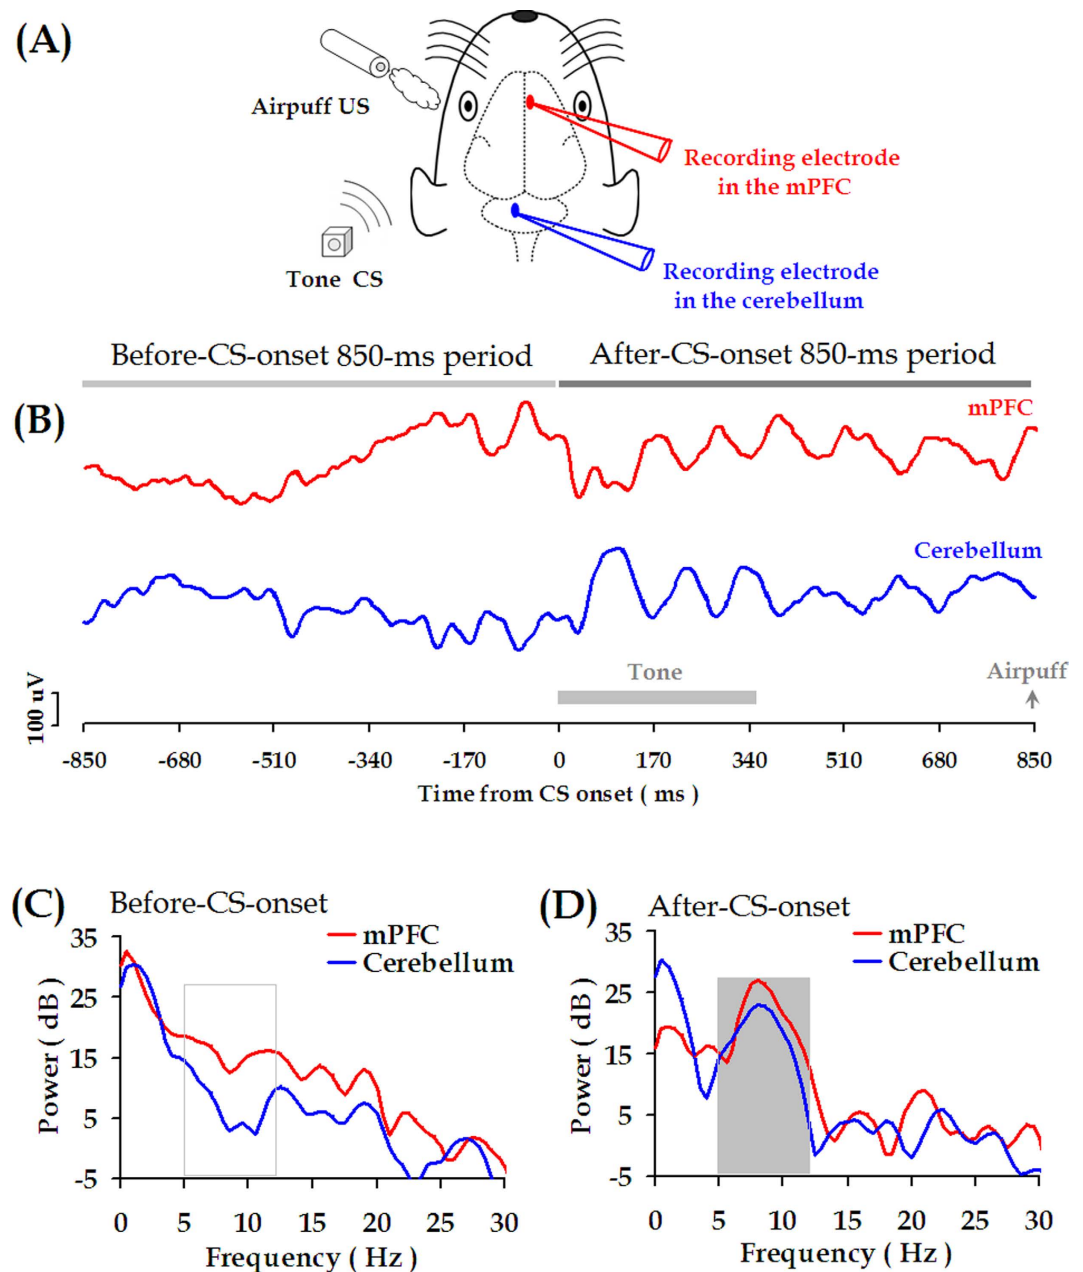 (A)
Airpuff US
Recording electrode
in the mPFC
Tone CS
Recording electrode
in the cerebellum
Before-CS-onset 850-ms period
After-CS-onset 850-ms period
(B)
mPFC
Cerebellum
Tone
Airpuff
100 uV
-850 -680 -510 -340 -170 0 170 340 510 680 850
Time from CS onset ( ms )
(C)
Before-CS-onset
mPFC
Cerebellum
35
25
15
5
-5
Power ( dB )
0 5 10 15 20 25 30
Frequency ( Hz )
(D)
After-CS-onset
mPFC
Cerebellum
35
25
15
5
-5
Power ( dB )
0 5 10 15 20 25 30
Frequency ( Hz )